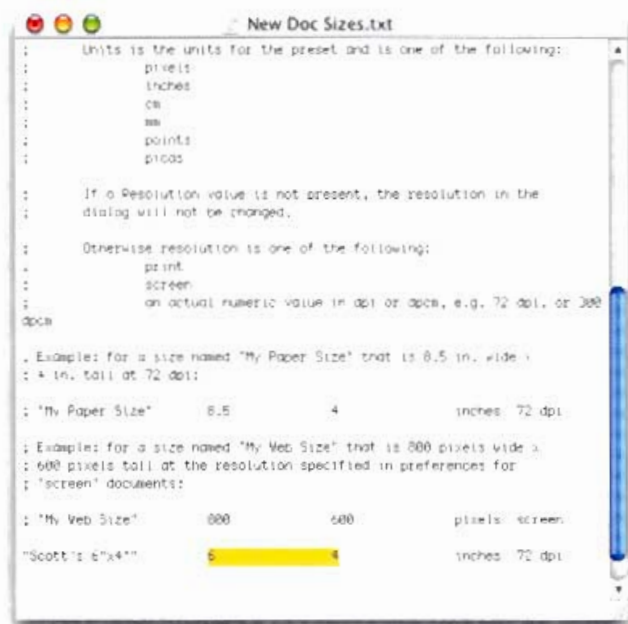 New Doc Sizes.txt
; Units is the units for the preset and is one of the following:
; pixels
; inches
; cm
; mm
; points
; picas
; If a Resolution value is not present, the resolution in the
; dialog will not be changed.
; Otherwise resolution is one of the following:
; print
; screen
; an actual numeric value in dpi or dpcm, e.g. 72 dpi, or 300
dpcm
; Example: for a size named "My Paper Size" that is 8.5 in. wide x
; 4 in. tall at 72 dpi:
; "My Paper Size" 8.5 4 inches 72 dpi
; Example: for a size named "My Web Size" that is 800 pixels wide x
; 600 pixels tall at the resolution specified in preferences for
; "screen" documents:
; "My Web Size" 800 600 pixels screen
"Scott's 6"x4"" 6 4 inches 72 dpi